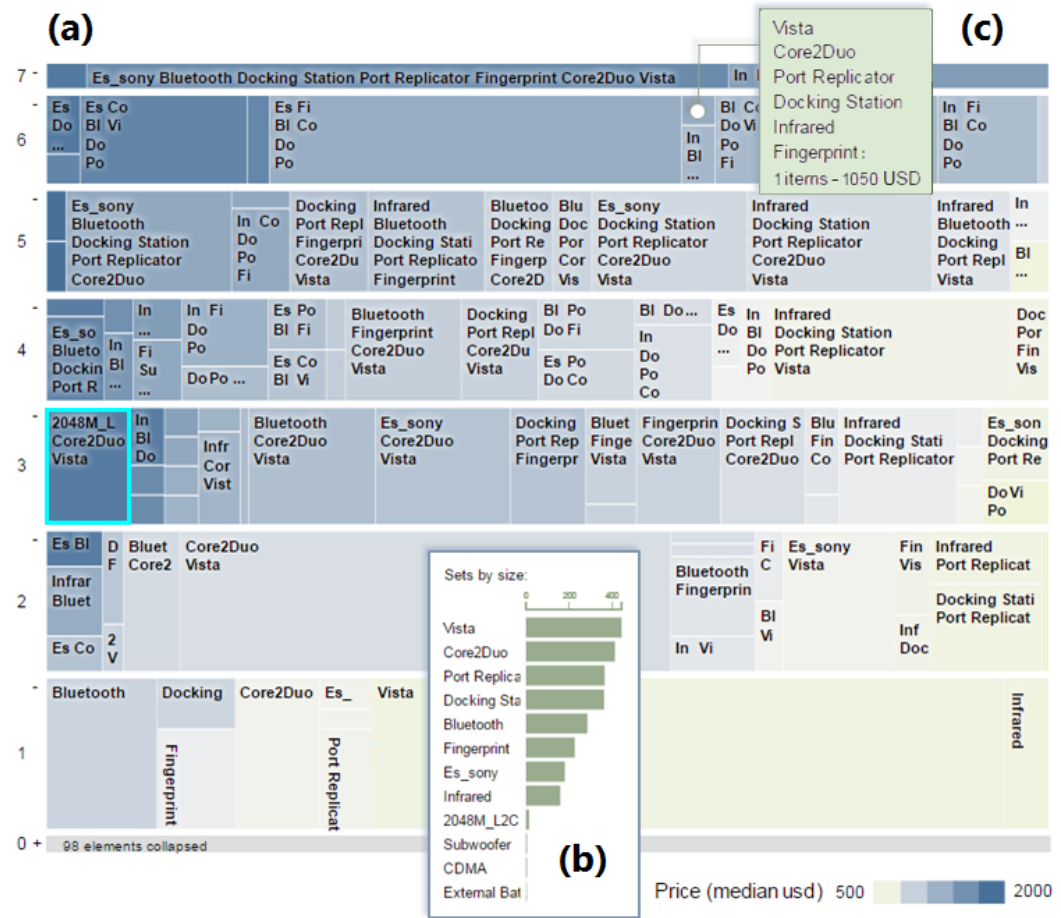 (a)
(c)
Vista
Core2Duo
Port Replicator
Docking Station
Infrared
Fingerprint:
1items - 1050 USD
7 -
Es_sony Bluetooth Docking Station Port Replicator Fingerprint Core2Duo Vista
In
-
6
Es
Do
...
Es Co
Bl Vi
Do
Po
Es Fi
Bl Co
Do
Po
In
Bl
...
Bl Co
Do Vi
Po
Fi
In Fi
Bl Co
Do
Po
-
5
Es_sony
Bluetooth
Docking Station
Port Replicator
Core2Duo
In Co
Do
Po
Fi
Docking
Port Repl
Fingerpri
Core2Du
Vista
Infrared
Bluetooth
Docking Stati
Port Replicato
Fingerprint
Bluetoo
Docking
Port Re
Fingerp
Core2D
Blu
Doc
Por
Cor
Vis
Es_sony
Docking Station
Port Replicator
Core2Duo
Vista
Infrared
Docking Station
Port Replicator
Core2Duo
Vista
Infrared
Bluetooth
Docking
Port Repl
Vista
In
...
Bl
...
-
4
Es_so
Blueto
Dockin
Port R
In
Bl
...
In
...
Fi
Su
...
In Fi
Do
Po
Do Po ...
Es Po
Bl Fi
Es Co
Bl Vi
Bluetooth
Fingerprint
Core2Duo
Vista
Docking
Port Repl
Core2Du
Vista
Bl Po
Do Fi
Es Po
Do Co
Bl Do...
In
Do
Po
Co
Es
Do
...
In
Bl
Do
Po
Infrared
Docking Station
Port Replicator
Vista
Doc
Por
Fin
Vis
-
3
2048M_L
Core2Duo
Vista
In
Bl
Do
Infr
Cor
Vist
Bluetooth
Core2Duo
Vista
Es_sony
Core2Duo
Vista
Docking
Port Rep
Fingerpr
Bluet
Finge
Vista
Fingerprin
Core2Duo
Vista
Docking S
Port Repl
Core2Duo
Blu
Fin
Co
Infrared
Docking Stati
Port Replicator
Es_son
Docking
Port Re
Do Vi
Po
-
2
Es Bl
Infrar
Bluet
Es Co
D
F
2
V
Bluet
Core2
Core2Duo
Vista
Bluetooth
Fingerprin
In Vi
Fi
C
Bl
Vi
Es_sony
Vista
Fin
Vis
Inf
Doc
Infrared
Port Replicat
Docking Stati
Port Replicat
-
1
Bluetooth
Docking
Fingerprint
Core2Duo
Es_
Port Replicat
Vista
Infrared
0 +
98 elements collapsed
Sets by size:
0 200 400
Vista
Core2Duo
Port Replica
Docking Sta
Bluetooth
Fingerprint
Es_sony
Infrared
2048M_L2C
Subwoofer
CDMA
External Bat
(b)
Price (median usd) 500
2000